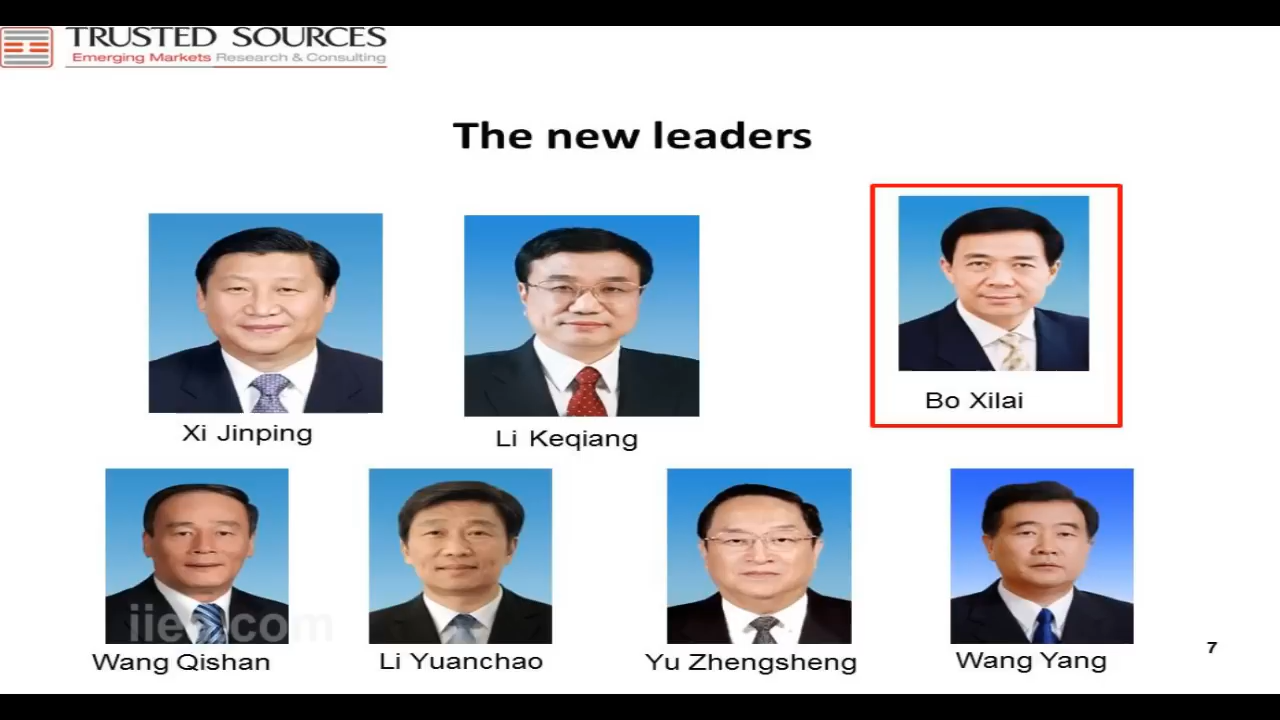 TRUSTED SOURCES
Emerging Markets Research & Consulting
The new leaders
Xi Jinping
Li Keqiang
Bo Xilai
Wang Qishan
Li Yuanchao
Yu Zhengsheng
Wang Yang
7